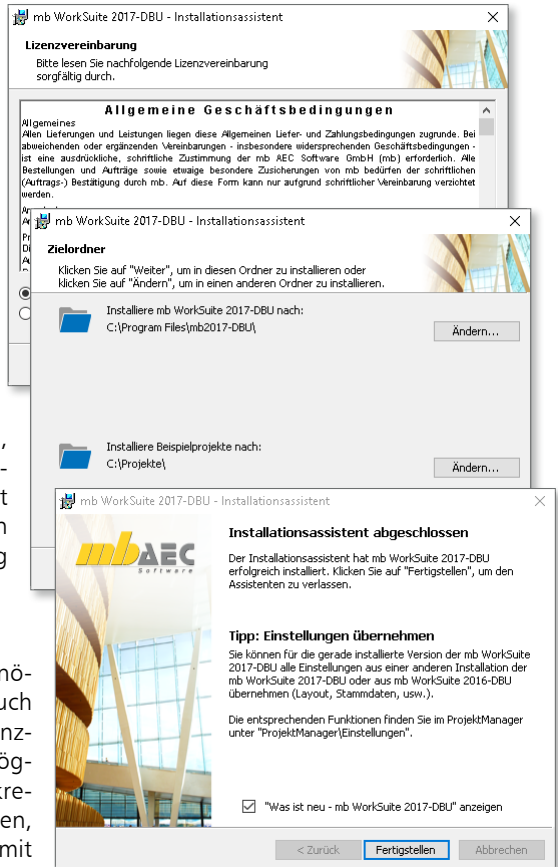 mb WorkSuite 2017-DBU - Installationsassistent
Lizenzvereinbarung
Bitte lesen Sie nachfolgende Lizenzvereinbarung
sorgfältig durch.
Allgemeine Geschäftsbedingungen
Allgemeines
Allen Lieferungen und Leistungen liegen diese Allgemeinen Liefer- und Zahlungsbedingungen zugrunde. Bei
abweichenden oder ergänzenden Vereinbarungen - insbesondere widersprechenden Geschäftsbedingungen -
ist eine ausdrückliche, schriftliche Zustimmung der mb AEC Software GmbH (mb) erforderlich. Alle
Bestellungen und Aufträge sowie etwaige besondere Zusicherungen von mb bedürfen der schriftlichen
(Auftrags-) Bestätigung durch mb. Auf diese Form kann nur aufgrund schriftlicher Vereinbarung verzichtet
werden.
mb WorkSuite 2017-DBU - Installationsassistent
Zielordner
Klicken Sie auf "Weiter", um in diesen Ordner zu installieren oder
klicken Sie auf "Ändern", um in einen anderen Ordner zu installieren.
Installiere mb WorkSuite 2017-DBU nach:
C:\Program Files\mb2017-DBU\
Ändern...
Installiere Beispielprojekte nach:
C:\Projekte\
Ändern...
mb WorkSuite 2017-DBU - Installationsassistent
mbAEC
Software
Installationsassistent abgeschlossen
Der Installationsassistent hat mb WorkSuite 2017-DBU
erfolgreich installiert. Klicken Sie auf "Fertigstellen", um den
Assistenten zu verlassen.
Tipp: Einstellungen übernehmen
Sie können für die gerade installierte Version der mb WorkSuite
2017-DBU alle Einstellungen aus einer anderen Installation der
mb WorkSuite 2017-DBU oder aus mb WorkSuite 2016-DBU
übernehmen (Layout, Stammdaten, usw.).
Die entsprechenden Funktionen finden Sie im ProjektManager
unter "ProjektManager\Einstellungen".
"Was ist neu - mb WorkSuite 2017-DBU" anzeigen
< Zurück
Fertigstellen
Abbrechen
mit